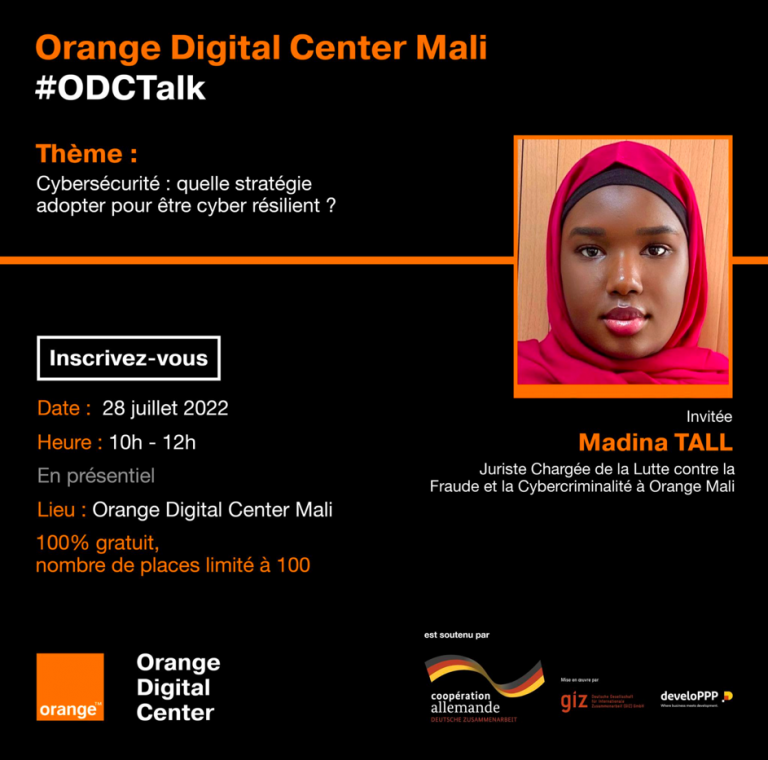 Orange Digital Center Mali
#ODCTalk
Thème :
Cybersécurité : quelle stratégie
adopter pour être cyber résilient ?
Inscrivez-vous
Date : 28 juillet 2022
Heure : 10h - 12h
En présentiel
Lieu : Orange Digital Center Mali
100% gratuit,
nombre de places limité à 100
Invitée
Madina TALL
Juriste Chargée de la Lutte contre la
Fraude et la Cybercriminalité à Orange Mali
est soutenu par
orange™
Orange
Digital
Center
coopération
allemande
DEUTSCHE ZUSAMMENARBEIT
Mise en œuvre par
giz
Deutsche Gesellschaft
für Internationale
Zusammenarbeit (GIZ) GmbH
develoPPP
Where business meets development